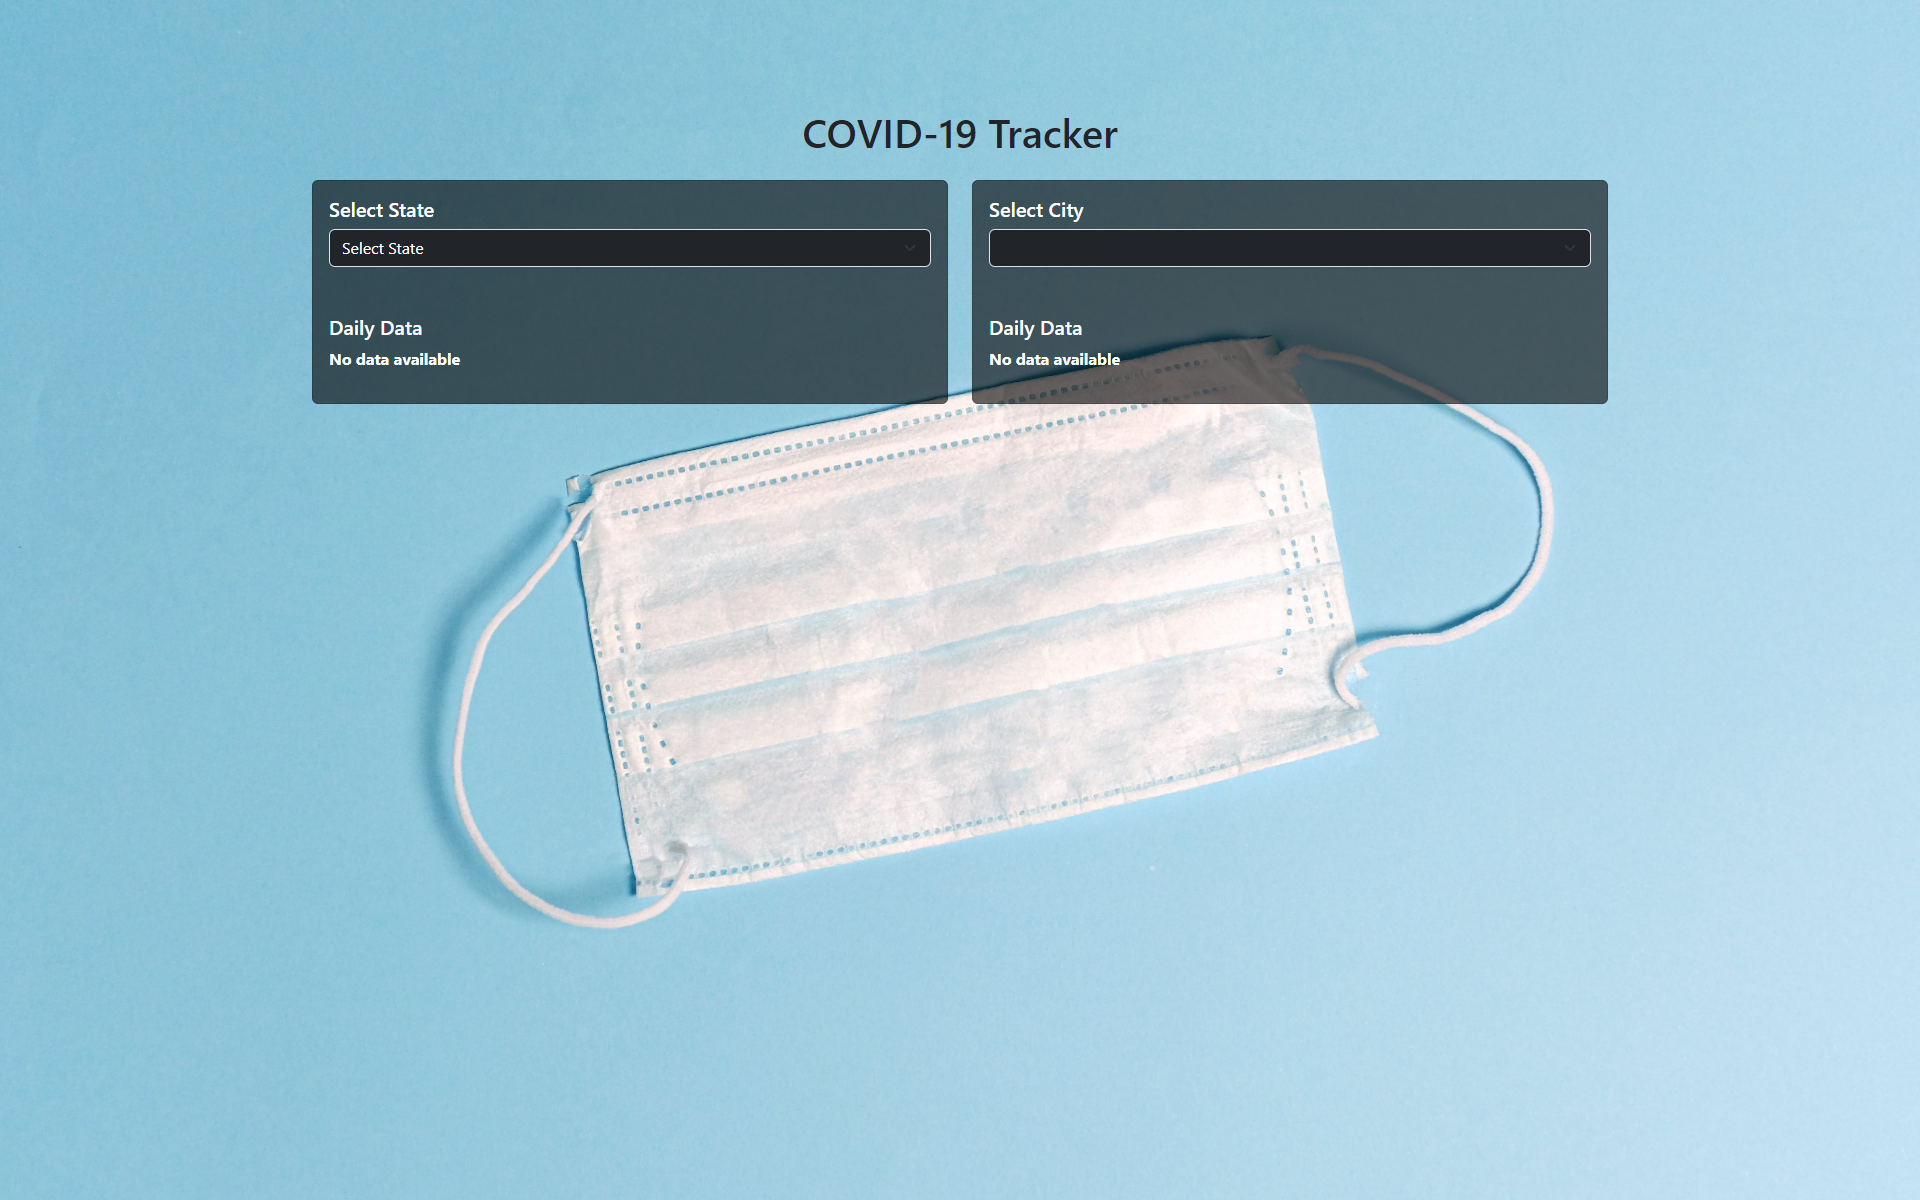 COVID-19 Tracker
Select State
Select State
Daily Data
No data available
Select City
Daily Data
No data available